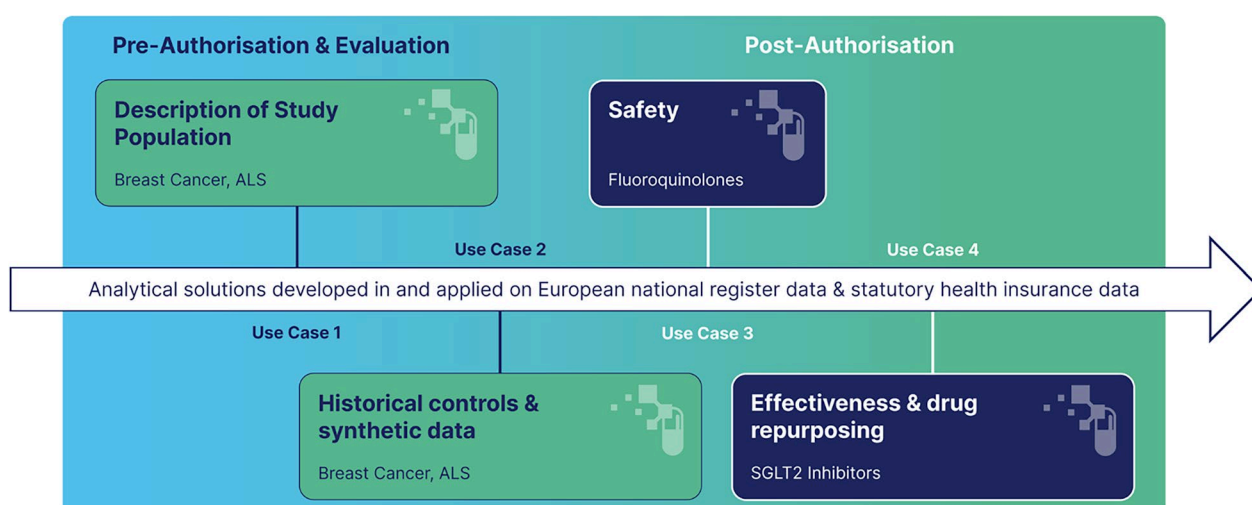 Pre-Authorisation & Evaluation
Post-Authorisation
Description of Study
Population
Breast Cancer, ALS
Safety
Fluoroquinolones
Use Case 2
Use Case 4
Analytical solutions developed in and applied on European national register data & statutory health insurance data
Use Case 1
Use Case 3
Historical controls &
synthetic data
Breast Cancer, ALS
Effectiveness & drug
repurposing
SGLT2 Inhibitors